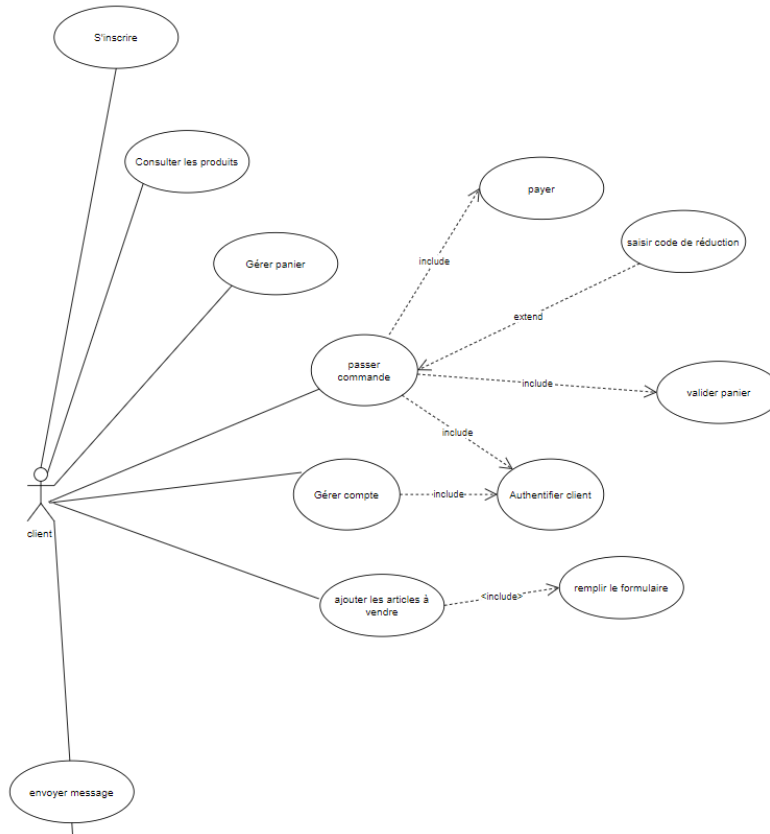 S'inscrire
Consulter les produits
payer
saisir code de réduction
Gérer panier
include
extend
passer
commande
include
valider panier
include
Gérer compte
include
Authentifier client
client
ajouter les articles à
vendre
<include>
remplir le formulaire
envoyer message